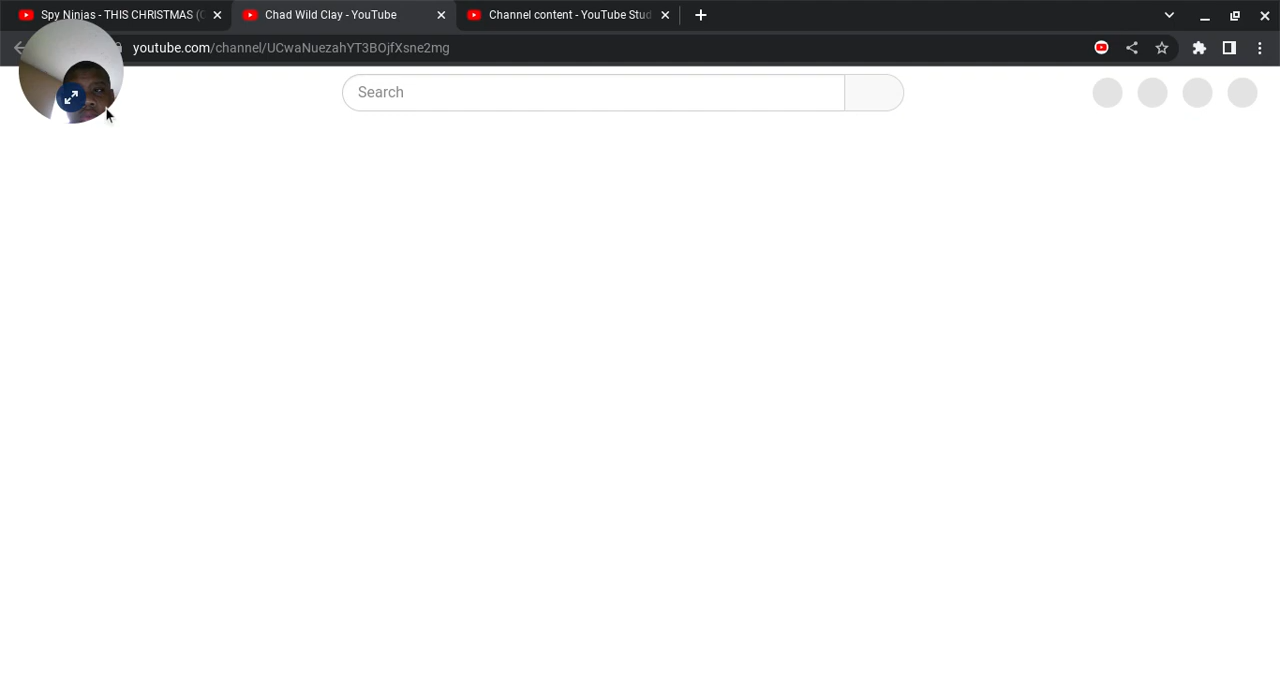 Spy Ninjas - THIS CHRISTMAS (
Chad Wild Clay - YouTube
Channel content - YouTube Stud
youtube.com/channel/UCwaNuezahYT3BOjfXsne2mg
Search